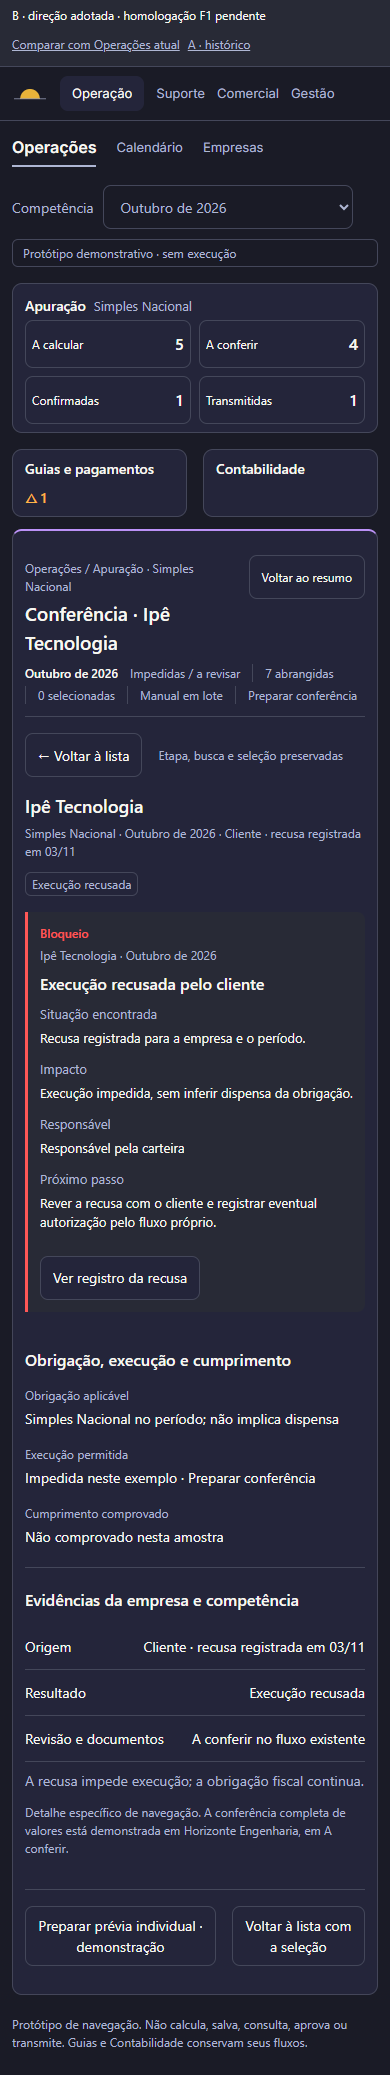 B · direção adotada · homologação F1 pendente
Comparar com Operações atual A · histórico
Operação Suporte Comercial Gestão
Operações Calendário Empresas
Competência Outubro de 2026
Protótipo demonstrativo · sem execução
Apuração Simples Nacional
A calcular 5 A conferir 4
Confirmadas 1 Transmitidas 1
Guias e pagamentos Contabilidade
△ 1
Operações / Apuração · Simples
Nacional
Voltar ao resumo
Conferência · Ipê
Tecnologia
Outubro de 2026 Impedidas / a revisar 7 abrangidas
0 selecionadas Manual em lote Preparar conferência
← Voltar à lista Etapa, busca e seleção preservadas
Ipê Tecnologia
Simples Nacional · Outubro de 2026 · Cliente · recusa registrada
em 03/11
Execução recusada
Bloqueio
Ipê Tecnologia · Outubro de 2026
Execução recusada pelo cliente
Situação encontrada
Recusa registrada para a empresa e o período.
Impacto
Execução impedida, sem inferir dispensa da obrigação.
Responsável
Responsável pela carteira
Próximo passo
Rever a recusa com o cliente e registrar eventual
autorização pelo fluxo próprio.
Ver registro da recusa
Obrigação, execução e cumprimento
Obrigação aplicável
Simples Nacional no período; não implica dispensa
Execução permitida
Impedida neste exemplo · Preparar conferência
Cumprimento comprovado
Não comprovado nesta amostra
Evidências da empresa e competência
Origem Cliente · recusa registrada em 03/11
Resultado Execução recusada
Revisão e documentos A conferir no fluxo existente
A recusa impede execução; a obrigação fiscal continua.
Detalhe específico de navegação. A conferência completa de
valores está demonstrada em Horizonte Engenharia, em A
conferir.
Preparar prévia individual ·
demonstração
Voltar à lista com
a seleção
Protótipo de navegação. Não calcula, salva, consulta, aprova ou
transmite. Guias e Contabilidade conservam seus fluxos.